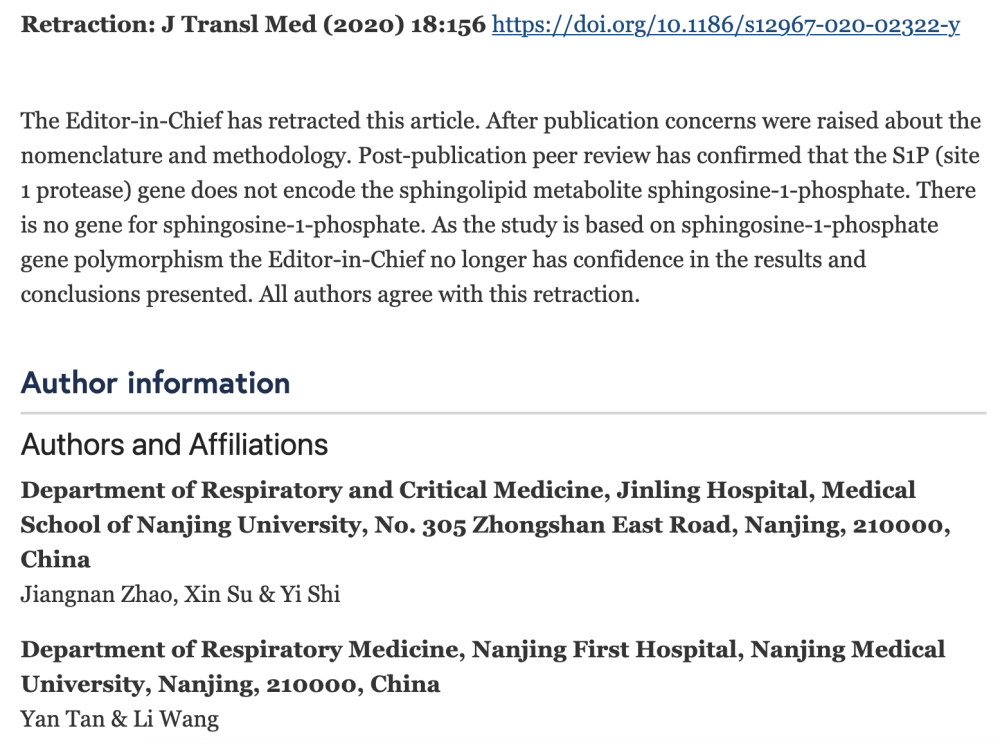 Retraction: J Transl Med (2020) 18:156 https://doi.org/10.1186/s12967-020-02322-y
The Editor-in-Chief has retracted this article. After publication concerns were raised about the
nomenclature and methodology. Post-publication peer review has confirmed that the S1P (site
1 protease) gene does not encode the sphingolipid metabolite sphingosine-1-phosphate. There
is no gene for sphingosine-1-phosphate. As the study is based on sphingosine-1-phosphate
gene polymorphism the Editor-in-Chief no longer has confidence in the results and
conclusions presented. All authors agree with this retraction.
Author information
Authors and Affiliations
Department of Respiratory and Critical Medicine, Jinling Hospital, Medical
School of Nanjing University, No. 305 Zhongshan East Road, Nanjing, 210000,
China
Jiangnan Zhao, Xin Su & Yi Shi
Department of Respiratory Medicine, Nanjing First Hospital, Nanjing Medical
University, Nanjing, 210000, China
Yan Tan & Li Wang